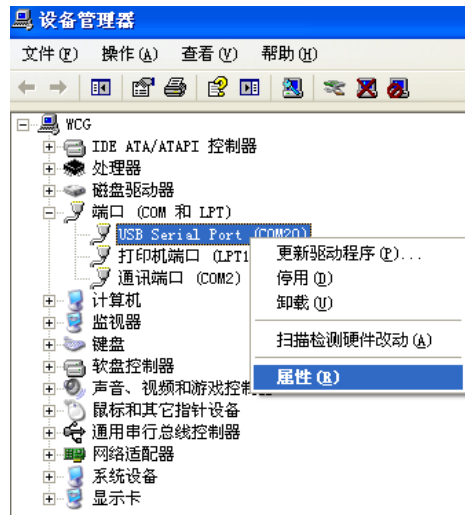 设备管理器
文件(F) 操作(A) 查看(V) 帮助(H)
WCG
IDE ATA/ATAPI 控制器
处理器
磁盘驱动器
端口 (COM 和 LPT)
USB Serial Port (COM20)
打印机端口 (LPT1
通讯端口 (COM2)
计算机
监视器
键盘
软盘控制器
声音、视频和游戏控制
鼠标和其它指针设备
通用串行总线控制器
网络适配器
系统设备
显示卡
更新驱动程序(P)...
停用(D)
卸载(U)
扫描检测硬件改动(A)
属性(R)